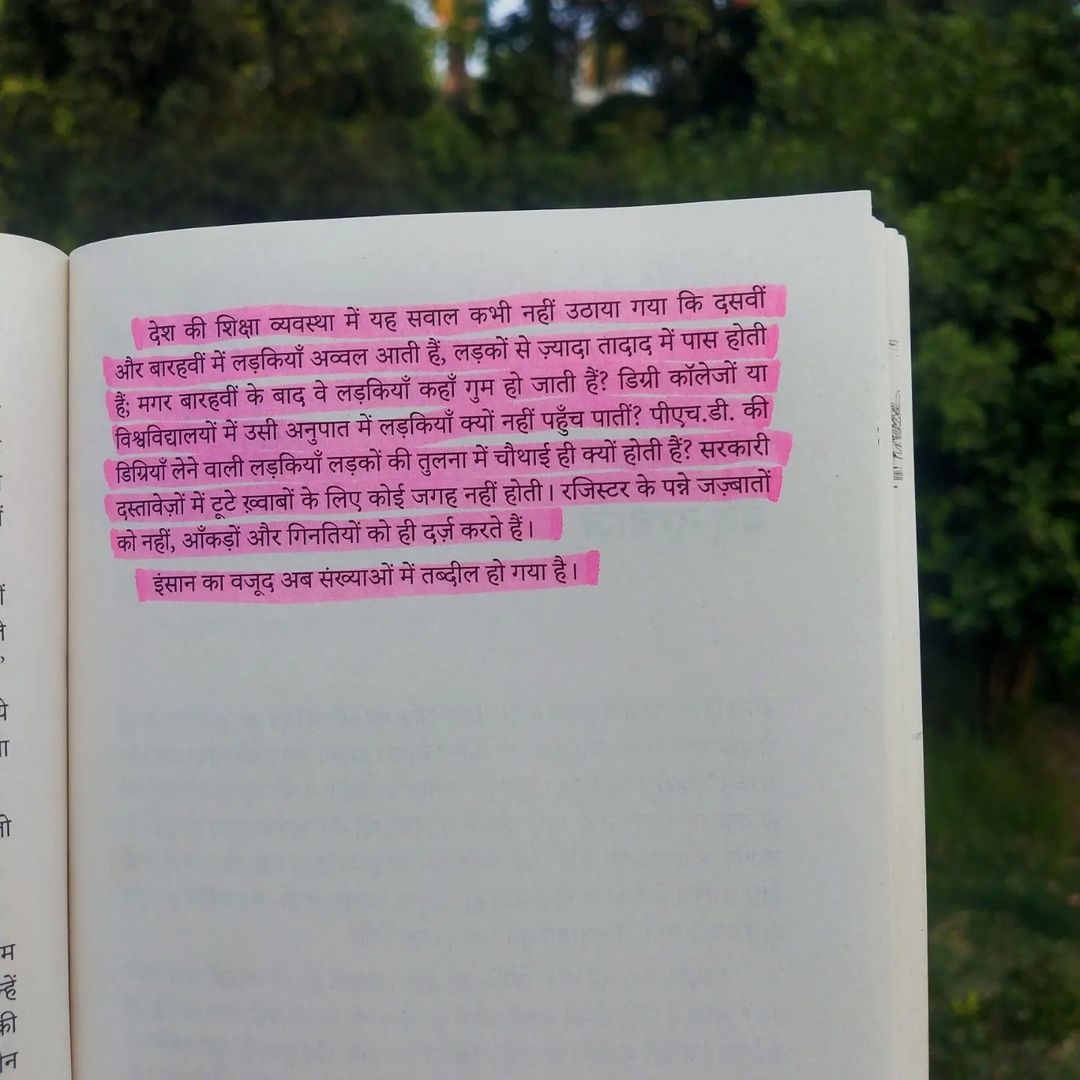 देश की शिक्षा व्यवस्था में यह सवाल कभी नहीं उठाया गया कि दसवीं
और बारहवीं में लड़कियाँ अव्वल आती हैं, लड़कों से ज़्यादा तादाद में पास होती
हैं; मगर बारहवीं के बाद वे लड़कियाँ कहाँ गुम हो जाती हैं? डिग्री कॉलेजों या
विश्वविद्यालयों में उसी अनुपात में लड़कियाँ क्यों नहीं पहुँच पातीं? पीएच.डी. की
डिग्रियाँ लेने वाली लड़कियाँ लड़कों की तुलना में चौथाई ही क्यों होती हैं? सरकारी
दस्तावेज़ों में टूटे ख़्वाबों के लिए कोई जगह नहीं होती। रजिस्टर के पन्ने जज़्बातों
को नहीं, आँकड़ों और गिनतियों को ही दर्ज़ करते हैं।
इंसान का वजूद अब संख्याओं में तब्दील हो गया है।